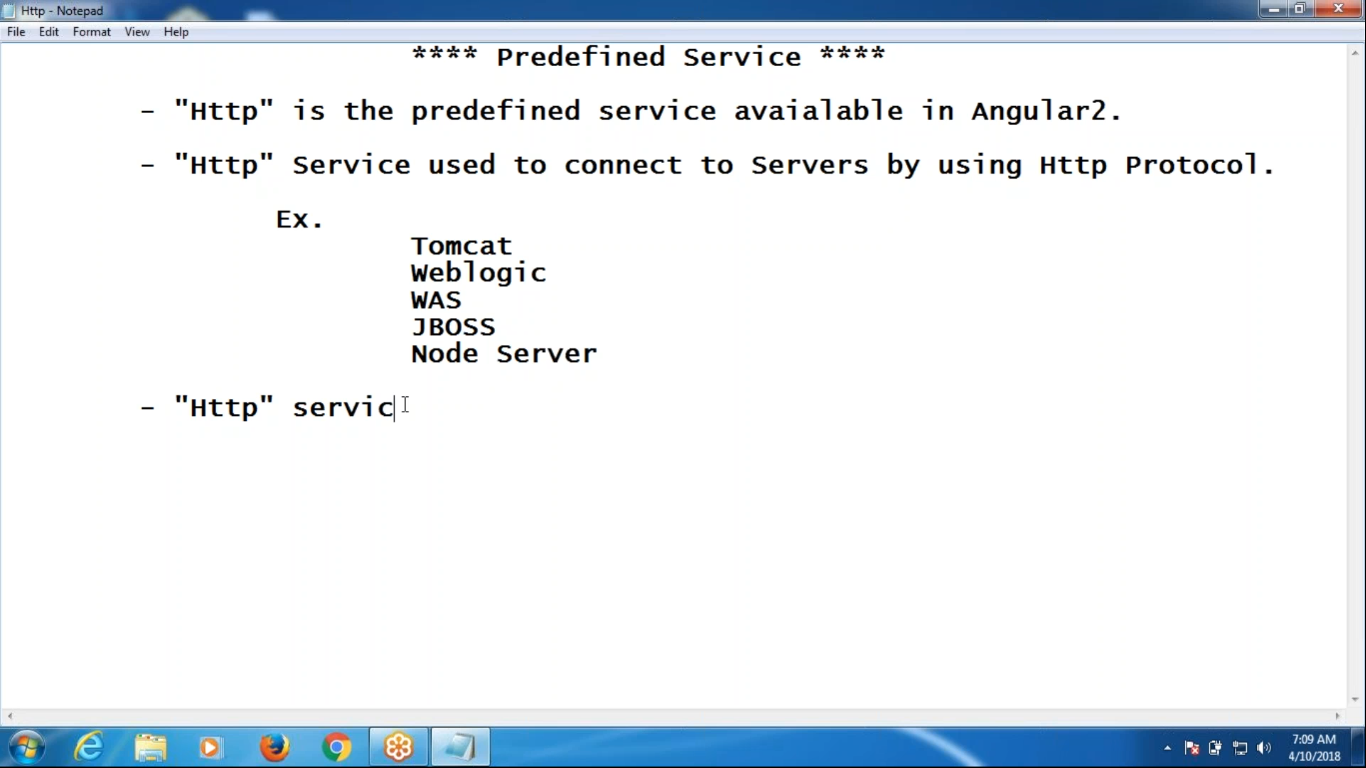 Http - Notepad
File Edit Format View Help
**** Predefined Service ****
- "Http" is the predefined service avaialable in Angular2.
- "Http" Service used to connect to Servers by using Http Protocol.
Ex.
Tomcat
Weblogic
WAS
JBOSS
Node Server
- "Http" servic
7:09 AM
4/10/2018